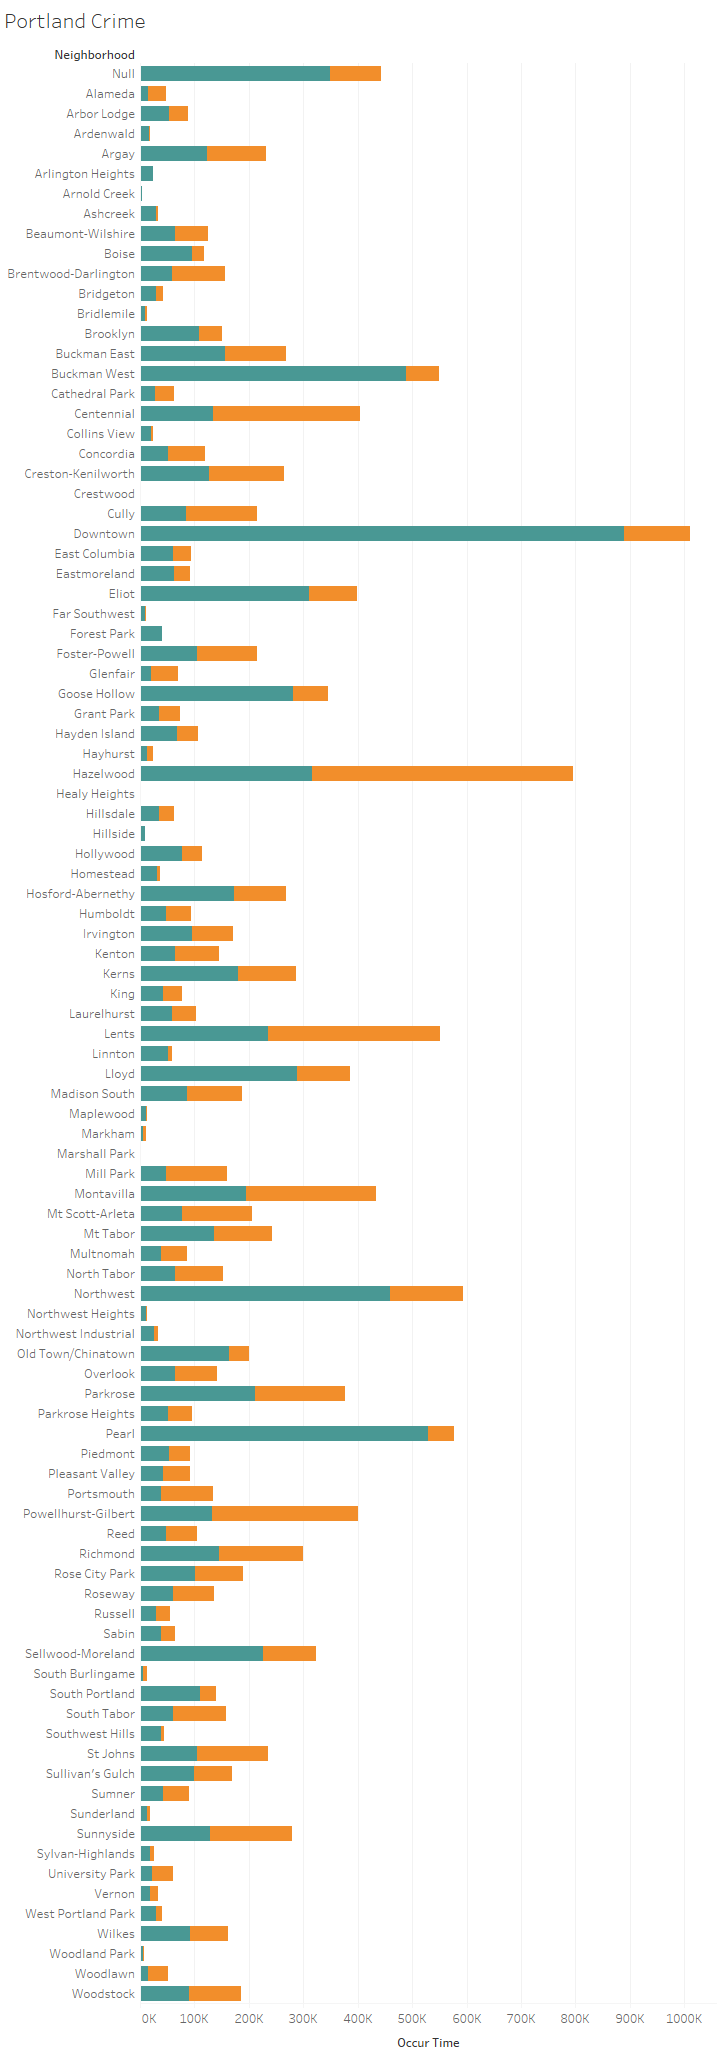 Portland Crime
Neighborhood
Null
Alameda
Arbor Lodge
Ardenwald
Argay
Arlington Heights
Arnold Creek
Ashcreek
Beaumont-Wilshire
Boise
Brentwood-Darlington
Bridgeton
Bridlemile
Brooklyn
Buckman East
Buckman West
Cathedral Park
Centennial
Collins View
Concordia
Creston-Kenilworth
Crestwood
Cully
Downtown
East Columbia
Eastmoreland
Eliot
Far Southwest
Forest Park
Foster-Powell
Glenfair
Goose Hollow
Grant Park
Hayden Island
Hayhurst
Hazelwood
Healy Heights
Hillsdale
Hillside
Hollywood
Homestead
Hosford-Abernethy
Humboldt
Irvington
Kenton
Kerns
King
Laurelhurst
Lents
Linnton
Lloyd
Madison South
Maplewood
Markham
Marshall Park
Mill Park
Montavilla
Mt Scott-Arleta
Mt Tabor
Multnomah
North Tabor
Northwest
Northwest Heights
Northwest Industrial
Old Town/Chinatown
Overlook
Parkrose
Parkrose Heights
Pearl
Piedmont
Pleasant Valley
Portsmouth
Powellhurst-Gilbert
Reed
Richmond
Rose City Park
Roseway
Russell
Sabin
Sellwood-Moreland
South Burlingame
South Portland
South Tabor
Southwest Hills
St Johns
Sullivan's Gulch
Sumner
Sunderland
Sunnyside
Sylvan-Highlands
University Park
Vernon
West Portland Park
Wilkes
Woodland Park
Woodlawn
Woodstock
0K 100K 200K 300K 400K 500K 600K 700K 800K 900K 1000K
Occur Time